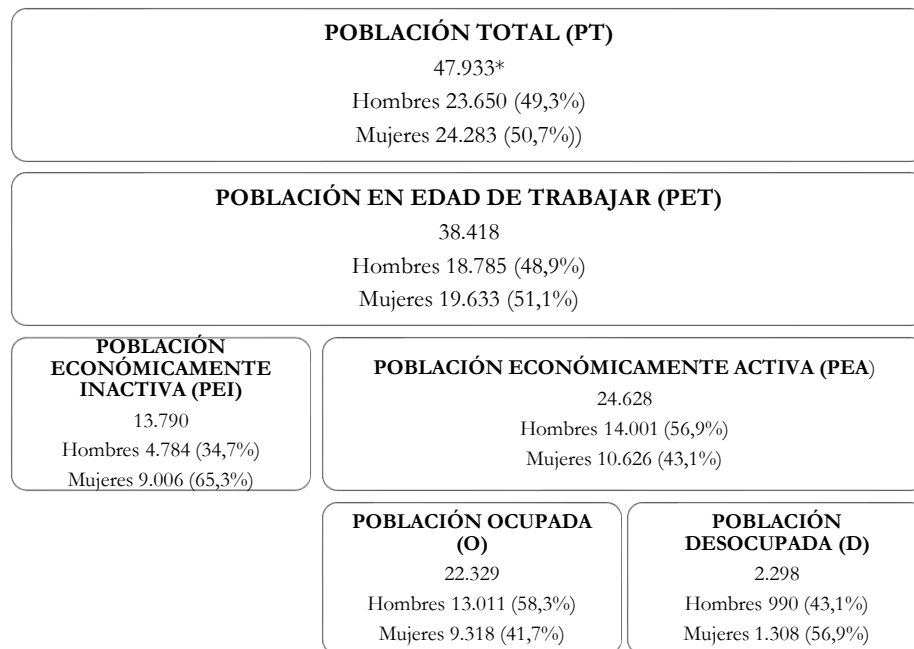 POBLACIÓN TOTAL (PT)
47.933*
Hombres 23.650 (49,3%)
Mujeres 24.283 (50,7%))
POBLACIÓN EN EDAD DE TRABAJAR (PET)
38.418
Hombres 18.785 (48,9%)
Mujeres 19.633 (51,1%)
POBLACIÓN
ECONÓMICAMENTE
INACTIVA (PEI)
13.790
Hombres 4.784 (34,7%)
Mujeres 9.006 (65,3%)
POBLACIÓN ECONÓMICAMENTE ACTIVA (PEA)
24.628
Hombres 14.001 (56,9%)
Mujeres 10.626 (43,1%)
POBLACIÓN OCUPADA
(O)
22.329
Hombres 13.011 (58,3%)
Mujeres 9.318 (41,7%)
POBLACIÓN
DESOCUPADA (D)
2.298
Hombres 990 (43,1%)
Mujeres 1.308 (56,9%)